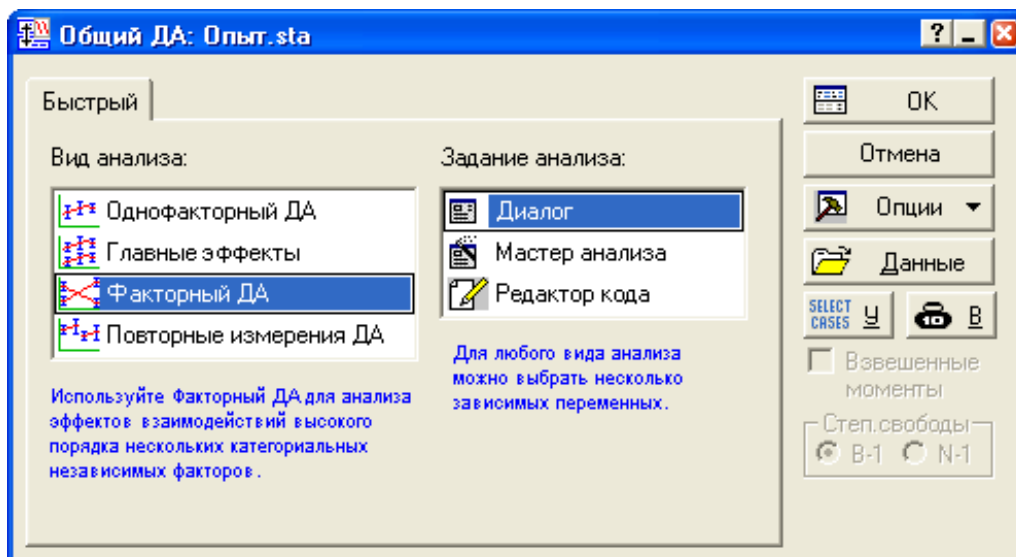 Общий ДА: Опыт.sta
Быстрый
Вид анализа:
Однофакторный ДА
Главные эффекты
Факторный ДА
Повторные измерения ДА
Используйте Факторный ДА для анализа
эффектов взаимодействий высокого
порядка нескольких категориальных
независимых факторов.
Задание анализа:
Диалог
Мастер анализа
Редактор кода
Для любого вида анализа
можно выбрать несколько
зависимых переменных.
OK
Отмена
Опции
Данные
SELECT CASES У
В
Взвешенные
моменты
Степ.свободы
В-1 N-1